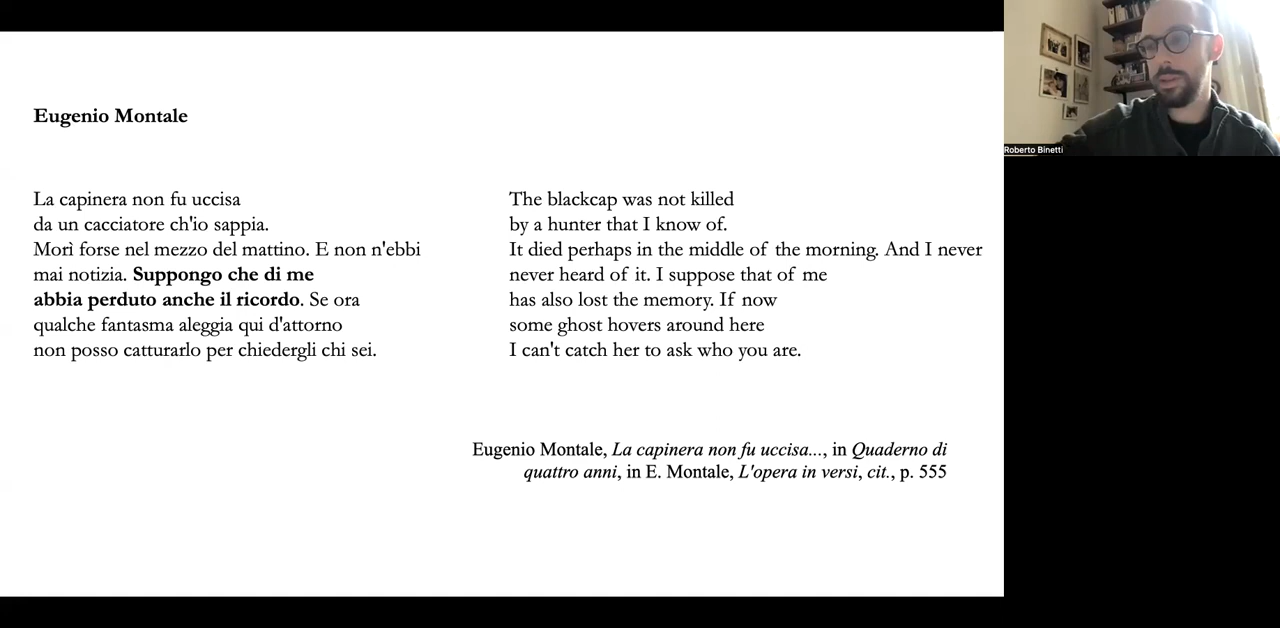 Eugenio Montale
La capinera non fu uccisa
da un cacciatore ch'io sappia.
Morì forse nel mezzo del mattino. E non n'ebbi
mai notizia. Suppongo che di me
abbia perduto anche il ricordo. Se ora
qualche fantasma aleggia qui d'attorno
non posso catturarlo per chiedergli chi sei.
The blackcap was not killed
by a hunter that I know of.
It died perhaps in the middle of the morning. And I never
never heard of it. I suppose that of me
has also lost the memory. If now
some ghost hovers around here
I can't catch her to ask who you are.
Eugenio Montale, La capinera non fu uccisa..., in Quaderno di
quattro anni, in E. Montale, L'opera in versi, cit., p. 555
Roberto Binetti